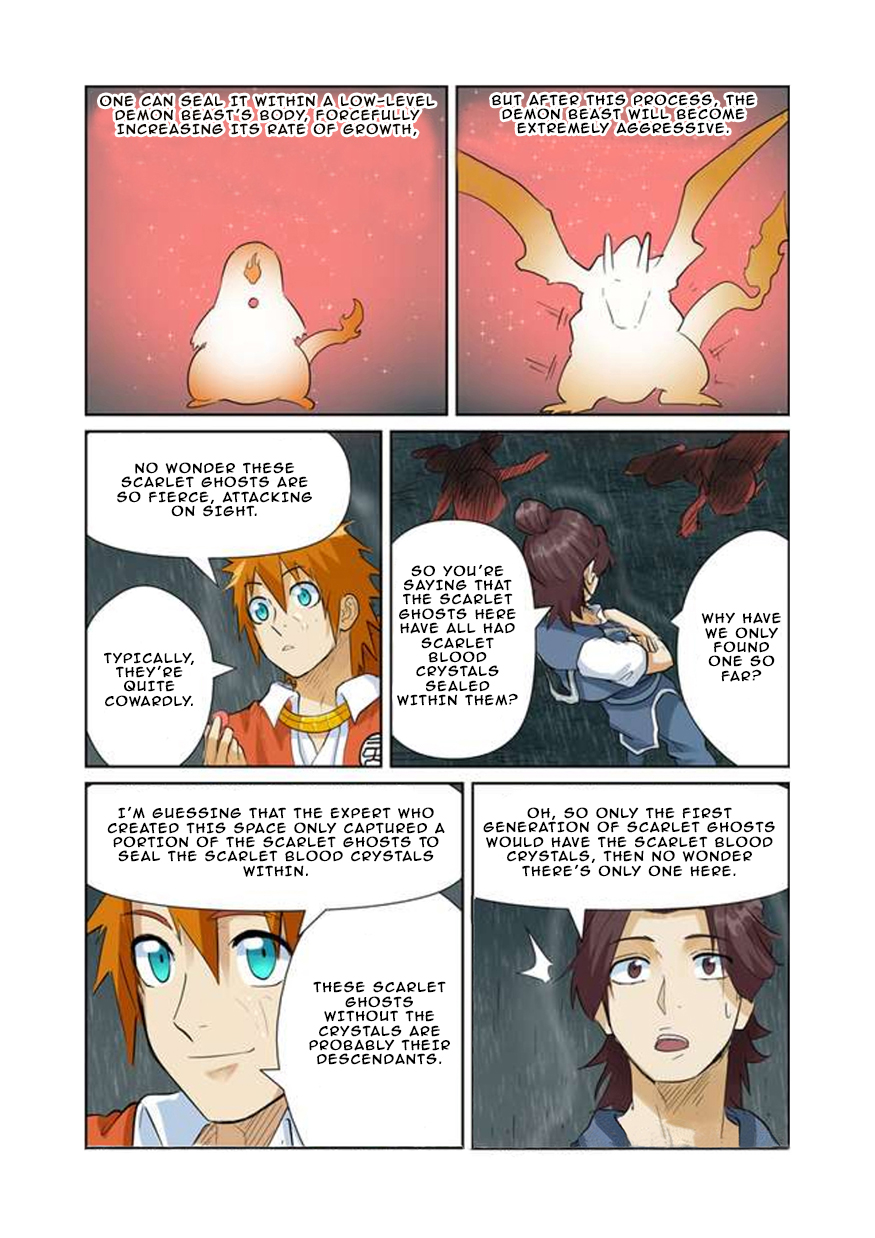 ONE CAN SEAL IT WITHIN A LOW-LEVEL
DEMON BEAST'S BODY, FORCEFULLY
INCREASING ITS RATE OF GROWTH,
BUT AFTER THIS PROCESS, THE
DEMON BEAST WILL BECOME
EXTREMELY AGGRESSIVE.
NO WONDER THESE
SCARLET GHOSTS ARE
SO FIERCE, ATTACKING
ON SIGHT.
TYPICALLY,
THEY'RE
QUITE
COWARDLY.
SO YOU'RE
SAYING THAT
THE SCARLET
GHOSTS HERE
HAVE ALL HAD
SCARLET
BLOOD
CRYSTALS
SEALED
WITHIN THEM?
WHY HAVE
WE ONLY
FOUND
ONE SO
FAR?
I'M GUESSING THAT THE EXPERT WHO
CREATED THIS SPACE ONLY CAPTURED A
PORTION OF THE SCARLET GHOSTS TO
SEAL THE SCARLET BLOOD CRYSTALS
WITHIN.
THESE SCARLET
GHOSTS
WITHOUT THE
CRYSTALS ARE
PROBABLY THEIR
DESCENDANTS.
OH, SO ONLY THE FIRST
GENERATION OF SCARLET GHOSTS
WOULD HAVE THE SCARLET BLOOD
CRYSTALS, THEN NO WONDER
THERE'S ONLY ONE HERE.